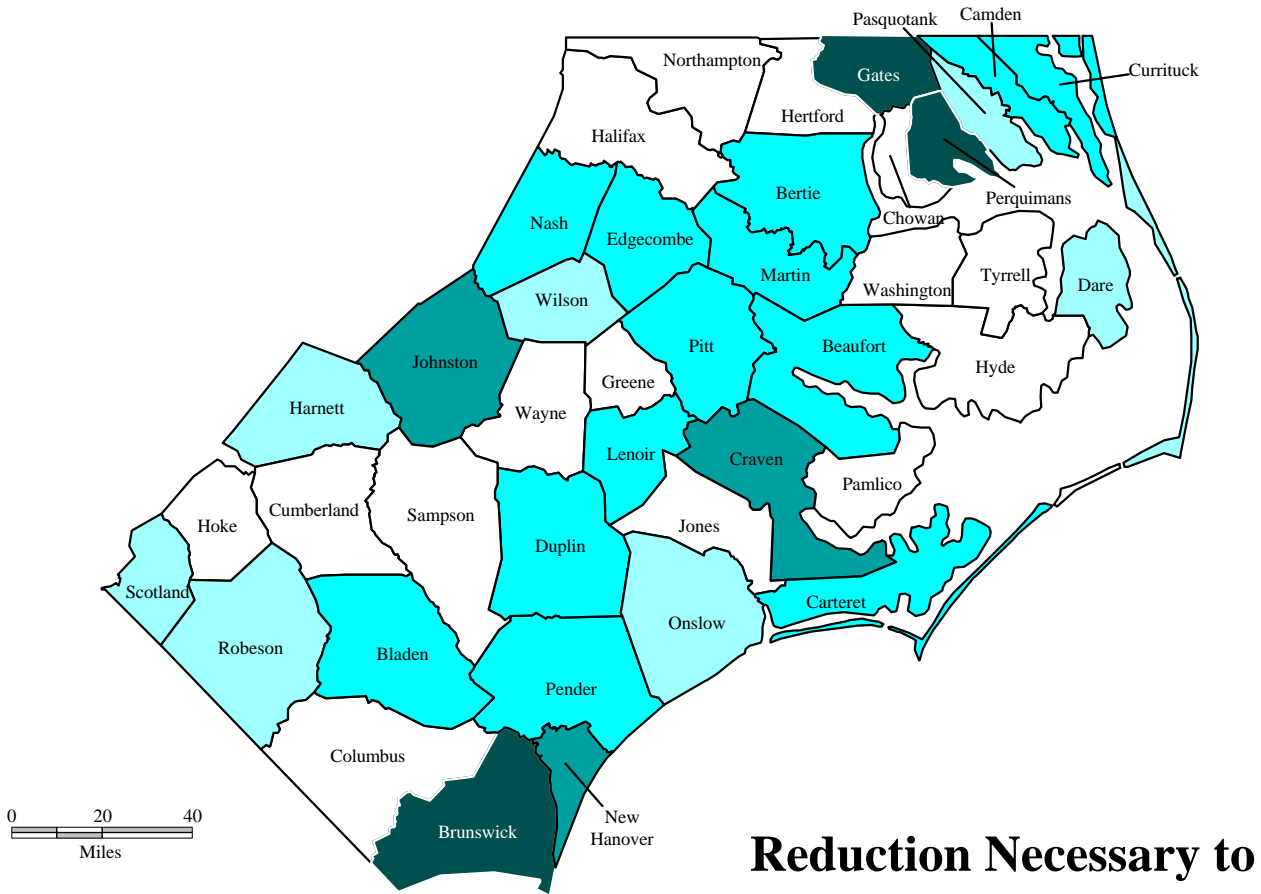 Pasquotank
Camden
Northampton
Gates
Currituck
Hertford
Halifax
Bertie
Perquimans
Chowan
Nash
Edgecombe
Martin
Washington
Tyrrell
Dare
Wilson
Johnston
Pitt
Beaufort
Hyde
Greene
Harnett
Wayne
Lenoir
Craven
Pamlico
Cumberland
Sampson
Hoke
Jones
Duplin
Scotland
Carteret
Onslow
Robeson
Bladen
Pender
Columbus
0 20 40
Miles
New
Hanover
Brunswick
Reduction Necessary to